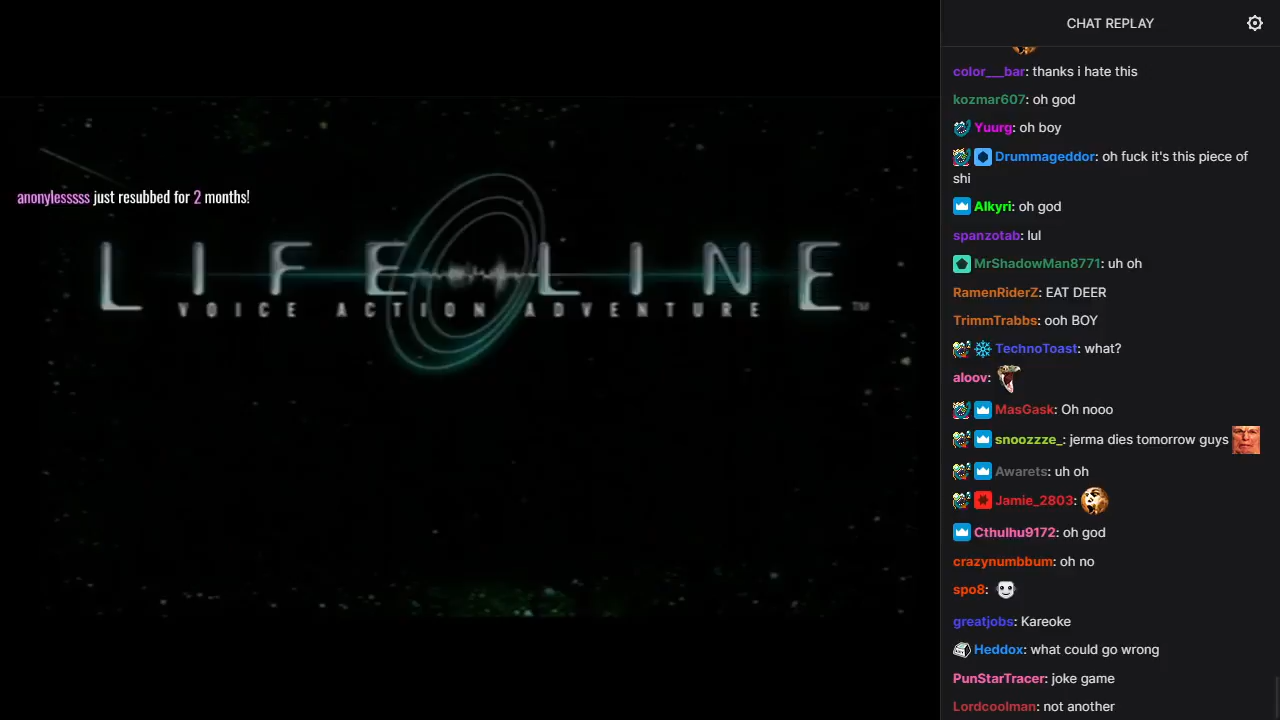 CHAT REPLAY
color___bar: thanks i hate this
kozmar607: oh god
Yuurg: oh boy
Drummageddor: oh fuck it's this piece of
shi
Alkyri: oh god
spanzotab: lul
MrShadowMan8771: uh oh
RamenRiderZ: EAT DEER
TrimmTrabbs: ooh BOY
TechnoToast: what?
aloov:
MasGask: Oh nooo
snoozzze_: jerma dies tomorrow guys
Awarets: uh oh
Jamie_2803:
Cthulhu9172: oh god
crazynumbbum: oh no
spo8:
greatjobs: Kareoke
Heddox: what could go wrong
PunStarTracer: joke game
Lordcoolman: not another
anonylesssss just resubbed for 2 months!
LIFELINE
VOICE ACTION ADVENTURE™